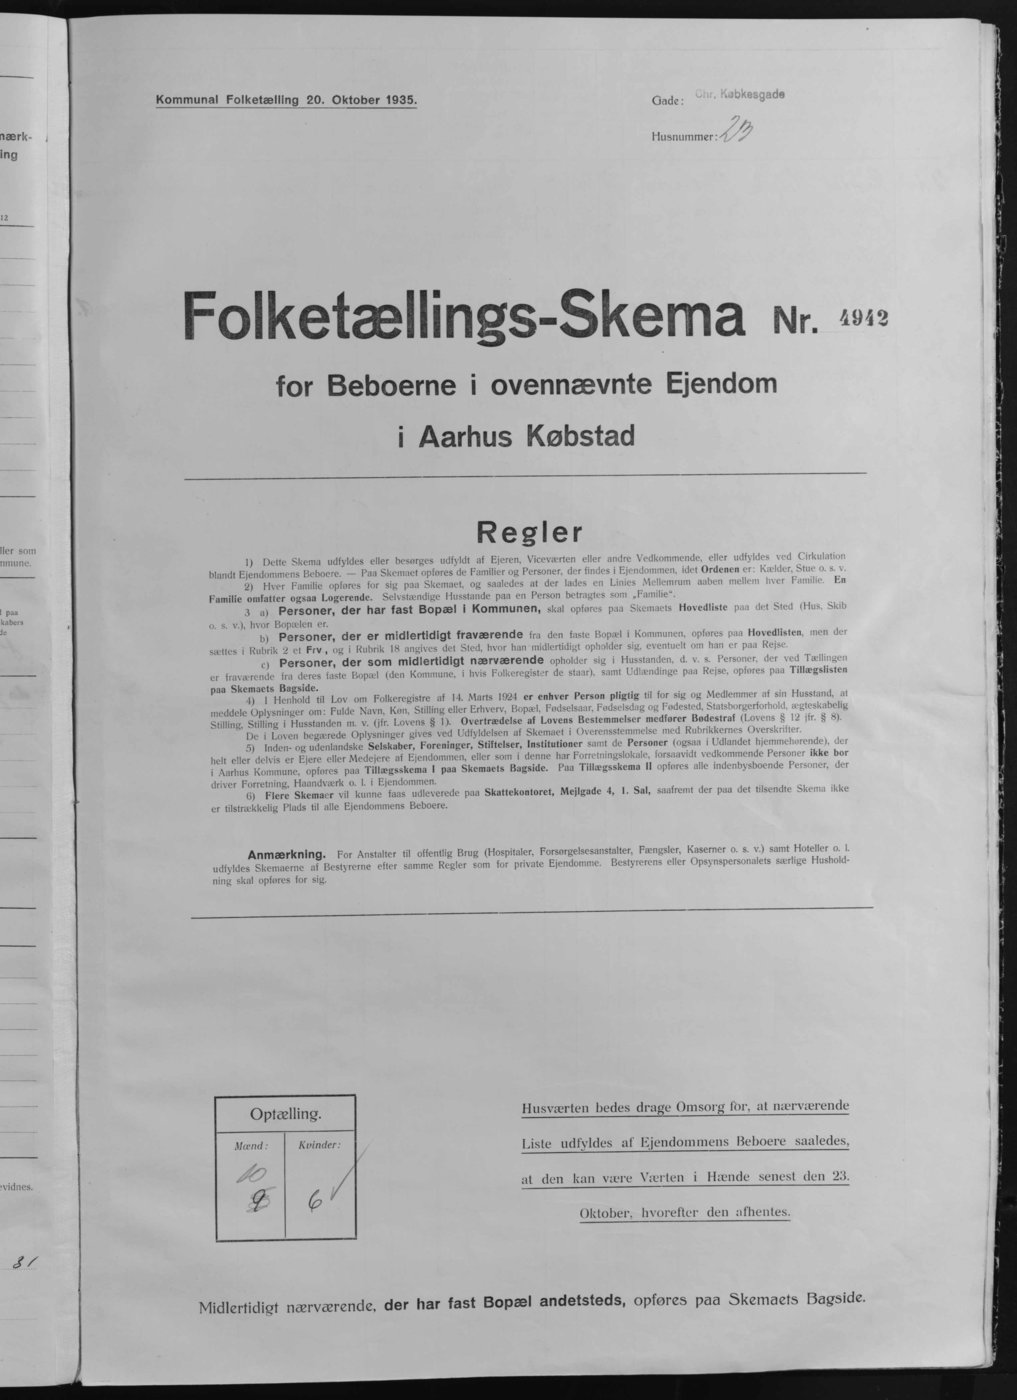 Kommunal Folketælling 20. Oktober 1935.
Gade: Chr. Købkesgade
Husnummer: 2B
Folketællings-Skema Nr. 4942
for Beboerne i ovennævnte Ejendom
i Aarhus Købstad
Regler
1) Dette Skema udfyldes eller besørges udfyldt af Ejeren, Viceværten eller andre Vedkommende, eller udfyldes ved Cirkulation
blandt Ejendommens Beboere. — Paa Skemaet opføres de Familier og Personer, der findes i Ejendommen, idet Ordenen er: Kælder, Stue o. s. v.
2) Hver Familie opføres for sig paa Skemaet, og saaledes at der lades en Linies Mellemrum aaben mellem hver Familie. En
Familie omfatter ogsaa Logerende. Selvstændige Husstande paa en Person betragtes som „Familie“.
3 a) Personer, der har fast Bopæl i Kommunen, skal opføres paa Skemaets Hovedliste paa det Sted (Hus, Skib
o. s. v.), hvor Bopælen er.
b) Personer, der er midlertidigt fraværende fra den faste Bopæl i Kommunen, opføres paa Hovedlisten, men der
sættes i Rubrik 2 et Frv, og i Rubrik 18 angives det Sted, hvor han midlertidigt opholder sig, eventuelt om han er paa Rejse.
c) Personer, der som midlertidigt nærværende opholder sig i Husstanden, d. v. s. Personer, der ved Tællingen
er fraværende fra deres faste Bopæl (den Kommune, i hvis Folkeregister de staar), samt Udlændinge paa Rejse, opføres paa Tillægslisten
paa Skemaets Bagside.
4) I Henhold til Lov om Folkeregistre af 14. Marts 1924 er enhver Person pligtig til for sig og Medlemmer af sin Husstand, at
meddele Oplysninger om: Fulde Navn, Køn, Stilling eller Erhverv, Bopæl, Fødselsaar, Fødselsdag og Fødested, Statsborgerforhold, ægteskabelig
Stilling, Stilling i Husstanden m. v. (jfr. Lovens § 1). Overtrædelse af Lovens Bestemmelser medfører Bødestraf (Lovens § 12 jfr. § 8).
De i Loven begærede Oplysninger gives ved Udfyldelsen af Skemaet i Overensstemmelse med Rubrikkernes Overskrifter.
5) Inden- og udenlandske Selskaber, Foreninger, Stiftelser, Institutioner samt de Personer (ogsaa i Udlandet hjemmehørende), der
helt eller delvis er Ejere eller Medejere af Ejendommen, eller som i denne har Forretningslokale, forsaavidt vedkommende Personer ikke bor
i Aarhus Kommune, opføres paa Tillægsskema I paa Skemaets Bagside. Paa Tillægsskema II opføres alle indenbysboende Personer, der
driver Forretning, Haandværk o. l. i Ejendommen.
6) Flere Skemaer vil kunne faas udleverede paa Skattekontoret, Mejlgade 4, 1. Sal, saafremt der paa det tilsendte Skema ikke
er tilstrækkelig Plads til alle Ejendommens Beboere.
Anmærkning. For Anstalter til offentlig Brug (Hospitaler, Forsørgelsesanstalter, Fængsler, Kaserner o. s. v.) samt Hoteller o. l.
udfyldes Skemaerne af Bestyrerne efter samme Regler som for private Ejendomme. Bestyrerens eller Opsynspersonalets særlige Hushold-
ning skal opføres for sig.
Optælling.
Mænd: Kvinder:
10
9 6
Husværten bedes drage Omsorg for, at nærværende
Liste udfyldes af Ejendommens Beboere saaledes,
at den kan være Værten i Hænde senest den 23.
Oktober, hvorefter den afhentes.
Midlertidigt nærværende, der har fast Bopæl andetsteds, opføres paa Skemaets Bagside.